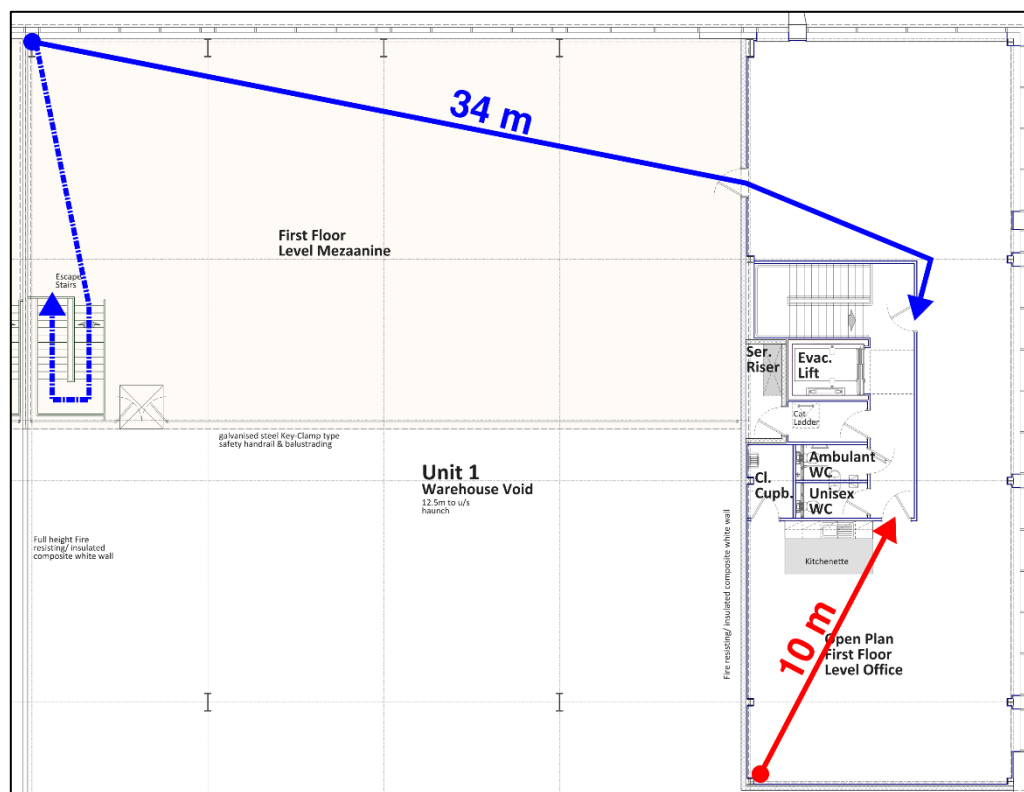 34 m
First Floor
Level Mezaanine
Escape
Stairs
Ser.
Riser
Evac.
Lift
Cat
Ladder
galvanised steel Key-Clamp type
safety handrail & balustrading
Ambulant
WC
Unit 1
Warehouse Void
12.5m to u/s
haunch
Cl.
Cupb.
Unisex
WC
Full height Fire
resisting/ insulated
composite white wall
Fire resisting/ insulated composite white wall
Kitchenette
10 m
Open Plan
First Floor
Level Office